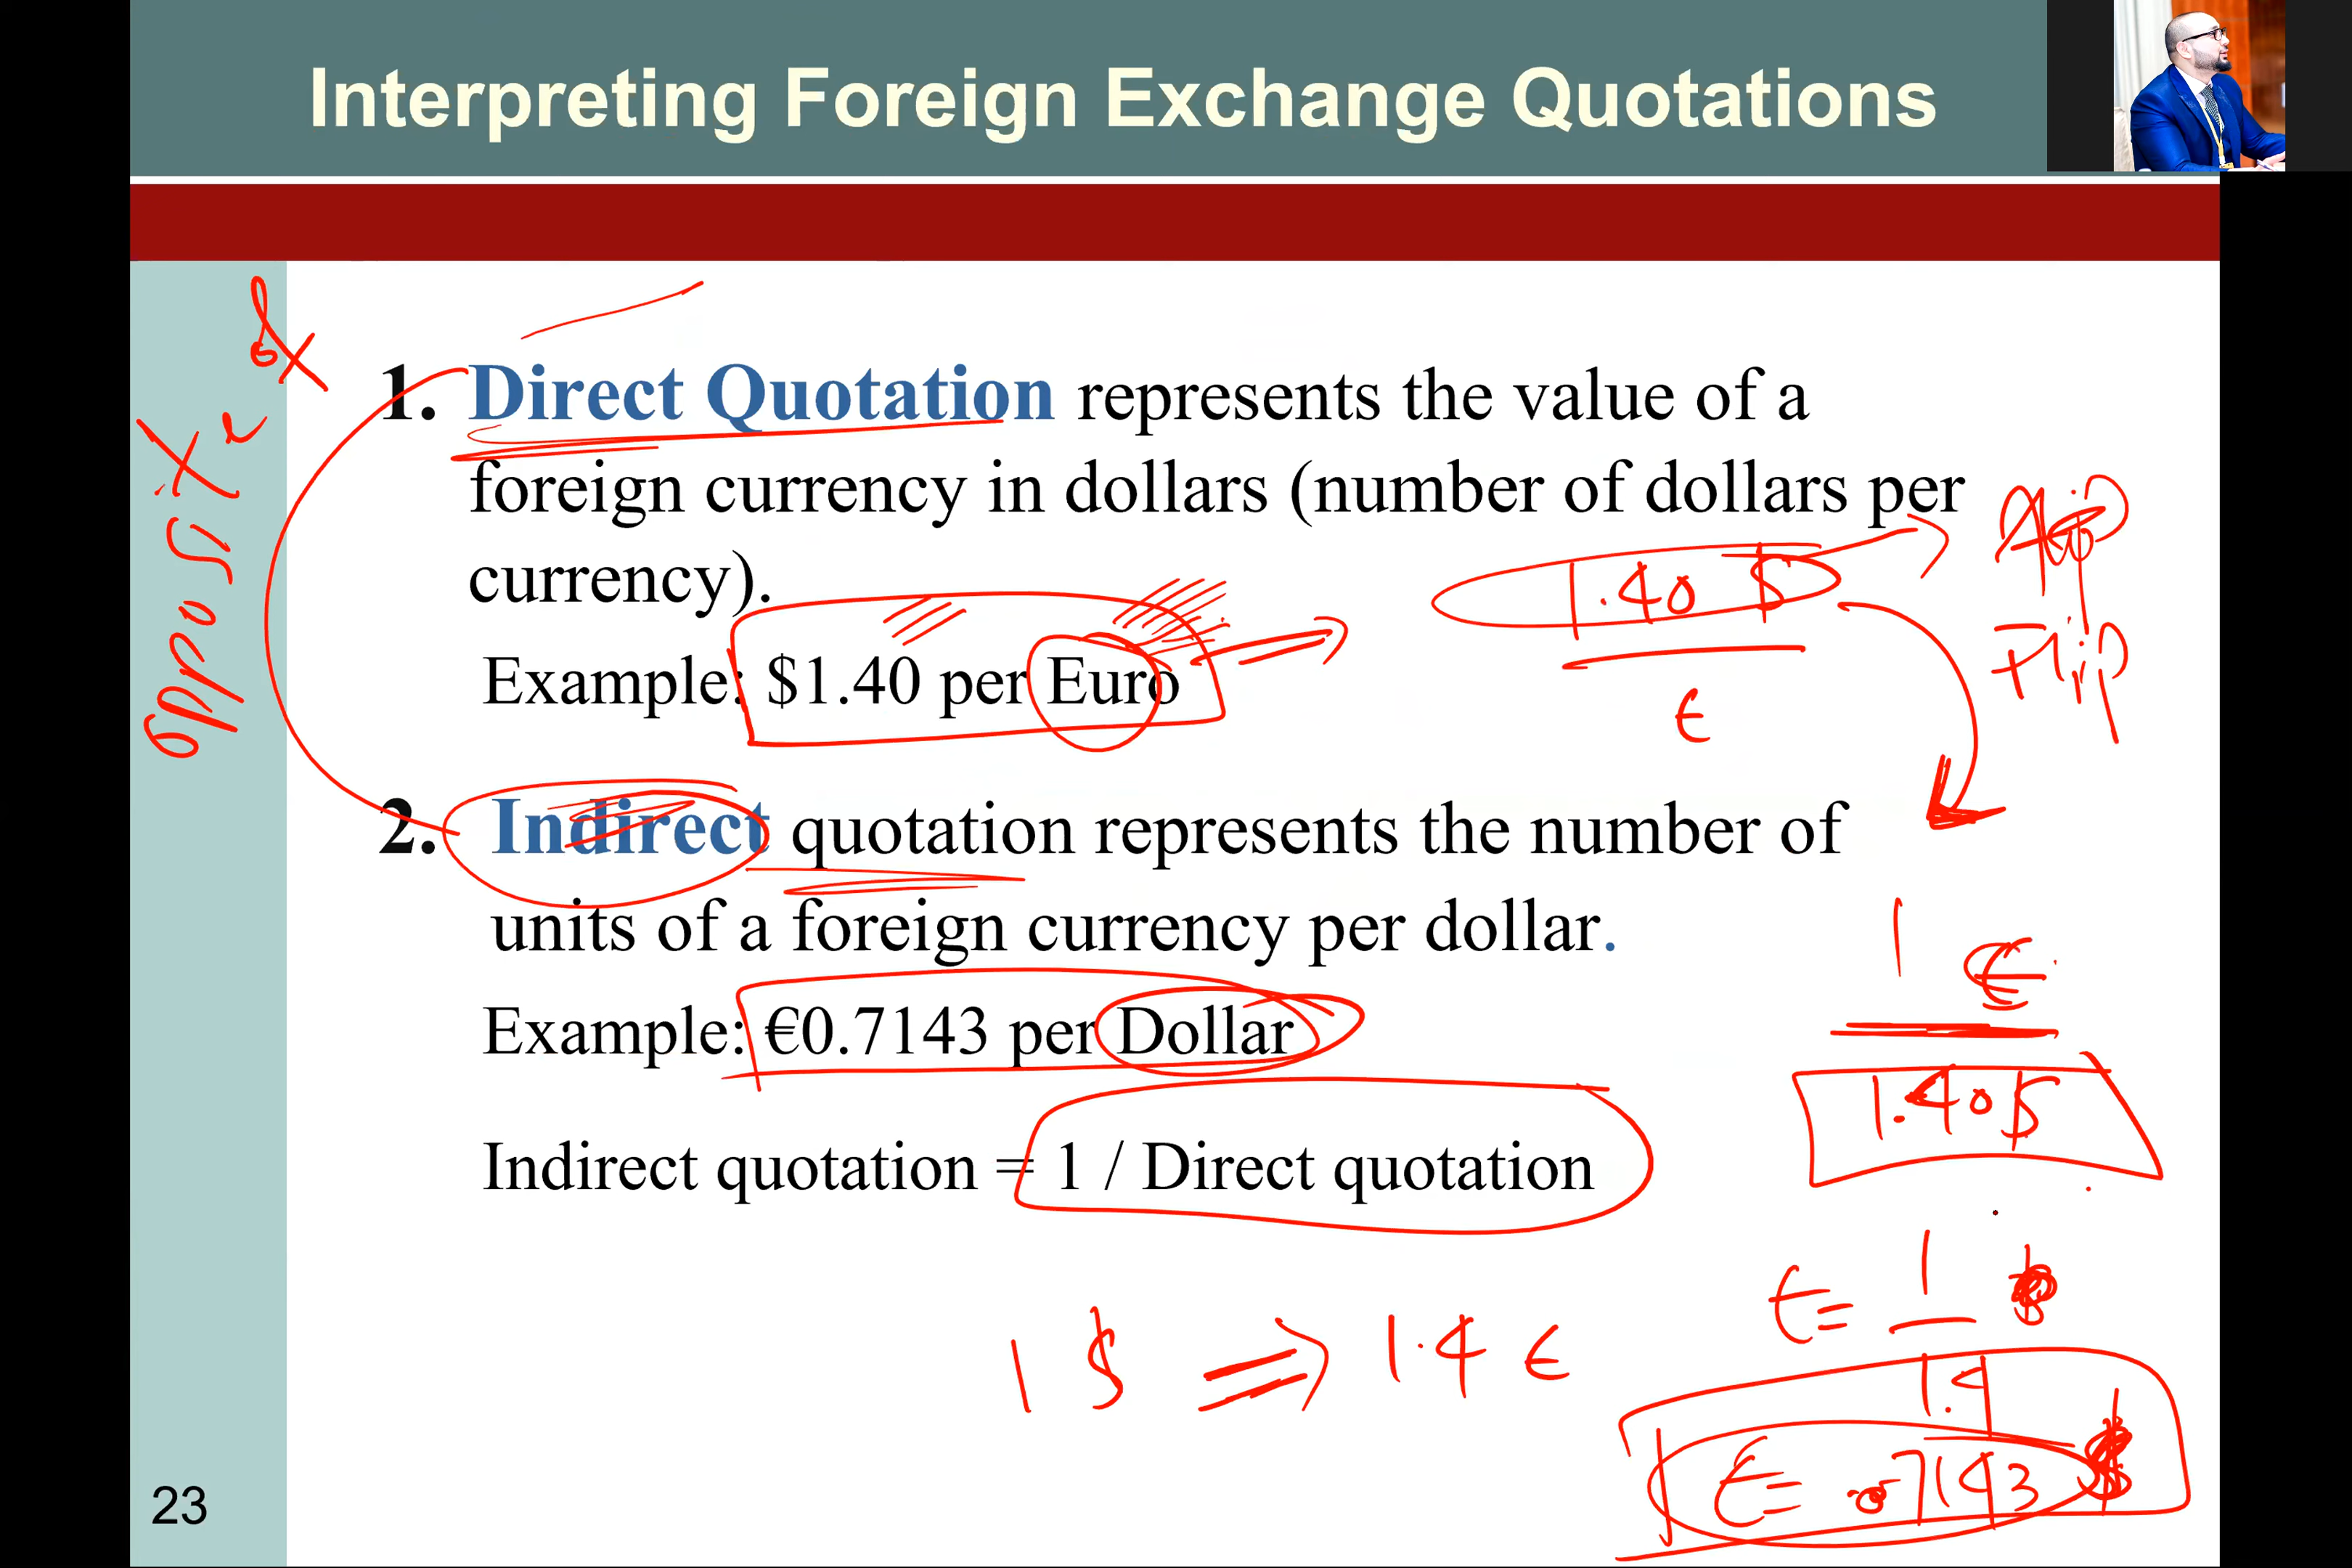 Interpreting Foreign Exchange Quotations
opposite of
1. Direct Quotation represents the value of a
foreign currency in dollars (number of dollars per
currency).
1.40 $
€
Flip
Example: $1.40 per Euro
2. Indirect quotation represents the number of
units of a foreign currency per dollar.
1 €
1.40$
Example: €0.7143 per Dollar
Indirect quotation = 1 / Direct quotation
€= 1
1.4
1 $ ⇒ 1.4 €
€= 07143
23